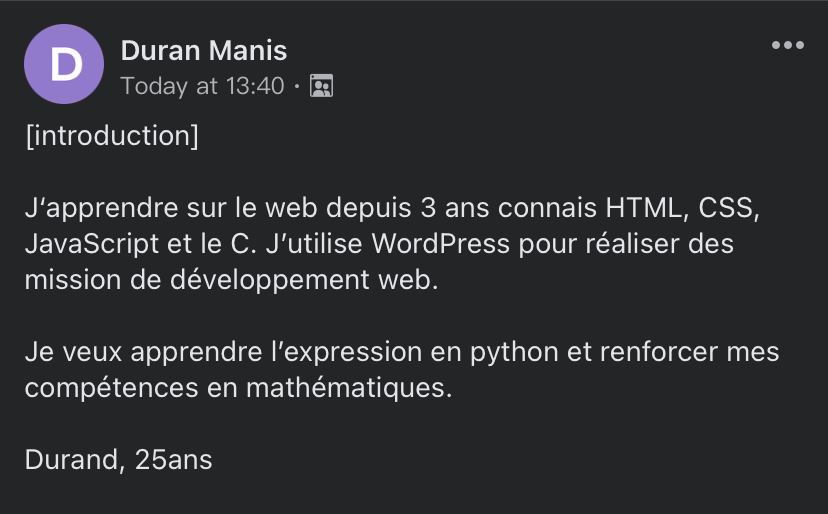 D
Duran Manis
Today at 13:40 ·
[introduction]
J‘apprendre sur le web depuis 3 ans connais HTML, CSS,
JavaScript et le C. J’utilise WordPress pour réaliser des
mission de développement web.
Je veux apprendre l’expression en python et renforcer mes
compétences en mathématiques.
Durand, 25ans